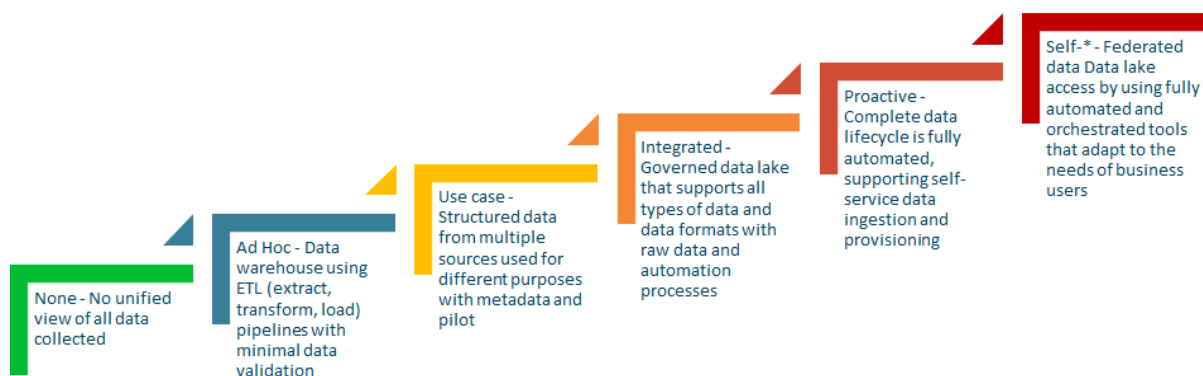 None - No unified
view of all data
collected
Ad Hoc - Data
warehouse using
ETL (extract,
transform, load)
pipelines with
minimal data
validation
Use case -
Structured data
from multiple
sources used for
different purposes
with metadata and
pilot
Integrated -
Governed data lake
that supports all
types of data and
data formats with
raw data and
automation
processes
Proactive -
Complete data
lifecycle is fully
automated,
supporting self-
service data
ingestion and
provisioning
Self-* - Federated
data Data lake
access by using fully
automated and
orchestrated tools
that adapt to the
needs of business
users